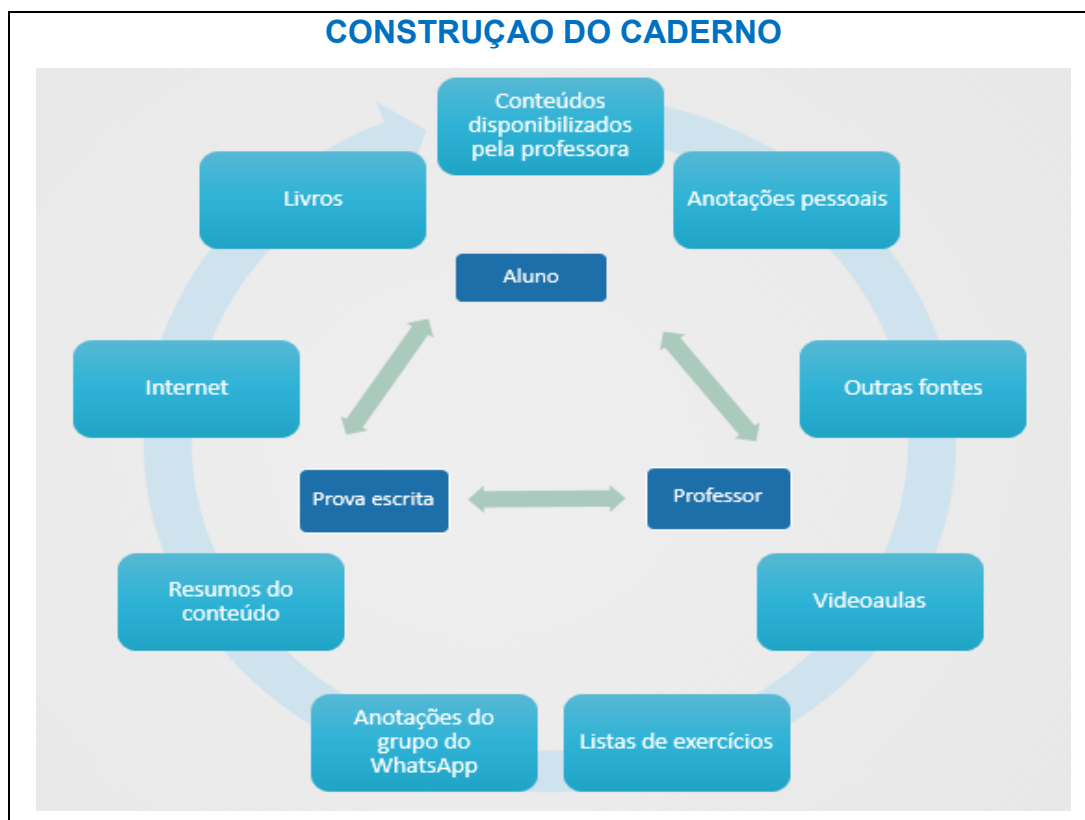 CONSTRUÇAO DO CADERNO
Conteúdos
disponibilizados
pela professora
Livros
Anotações pessoais
Aluno
Internet
Outras fontes
Prova escrita
Professor
Resumos do
conteúdo
Videoaulas
Anotações do
grupo do
WhatsApp
Listas de exercícios